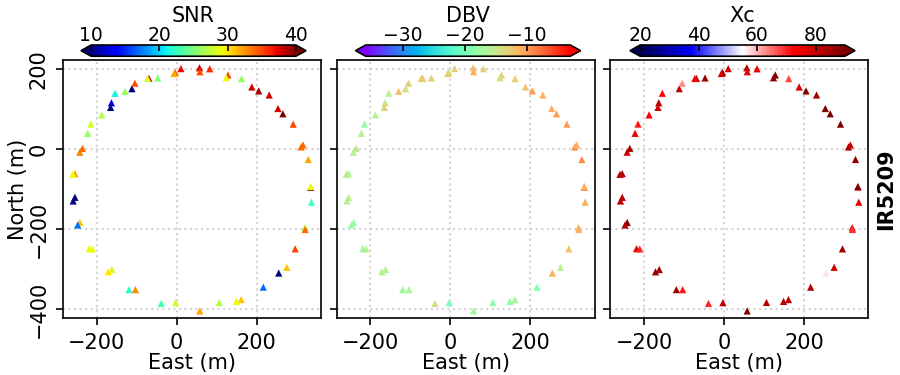 SNR DBV Xc
10 20 30 40 −30 −20 −10 20 40 60 80
200
0
−200
−400
North (m)
IR5209
−200 0 200 −200 0 200 −200 0 200
East (m) East (m) East (m)